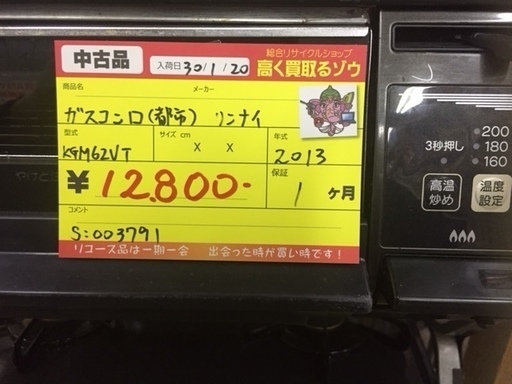 中古品
入荷日 30/1/20
総合リサイクルショップ
高く買取るゾウ
商品名 メーカー
ガスコンロ(都市) リンナイ
型式 サイズ cm 年式
KGM62VT X X 2013
¥12.800-
保証
1 ヶ月
コメント
S:003791
リユース品は一期一会 出会った時が買い時です!
200
3秒押し 180
160
高温
炒め
温度
設定